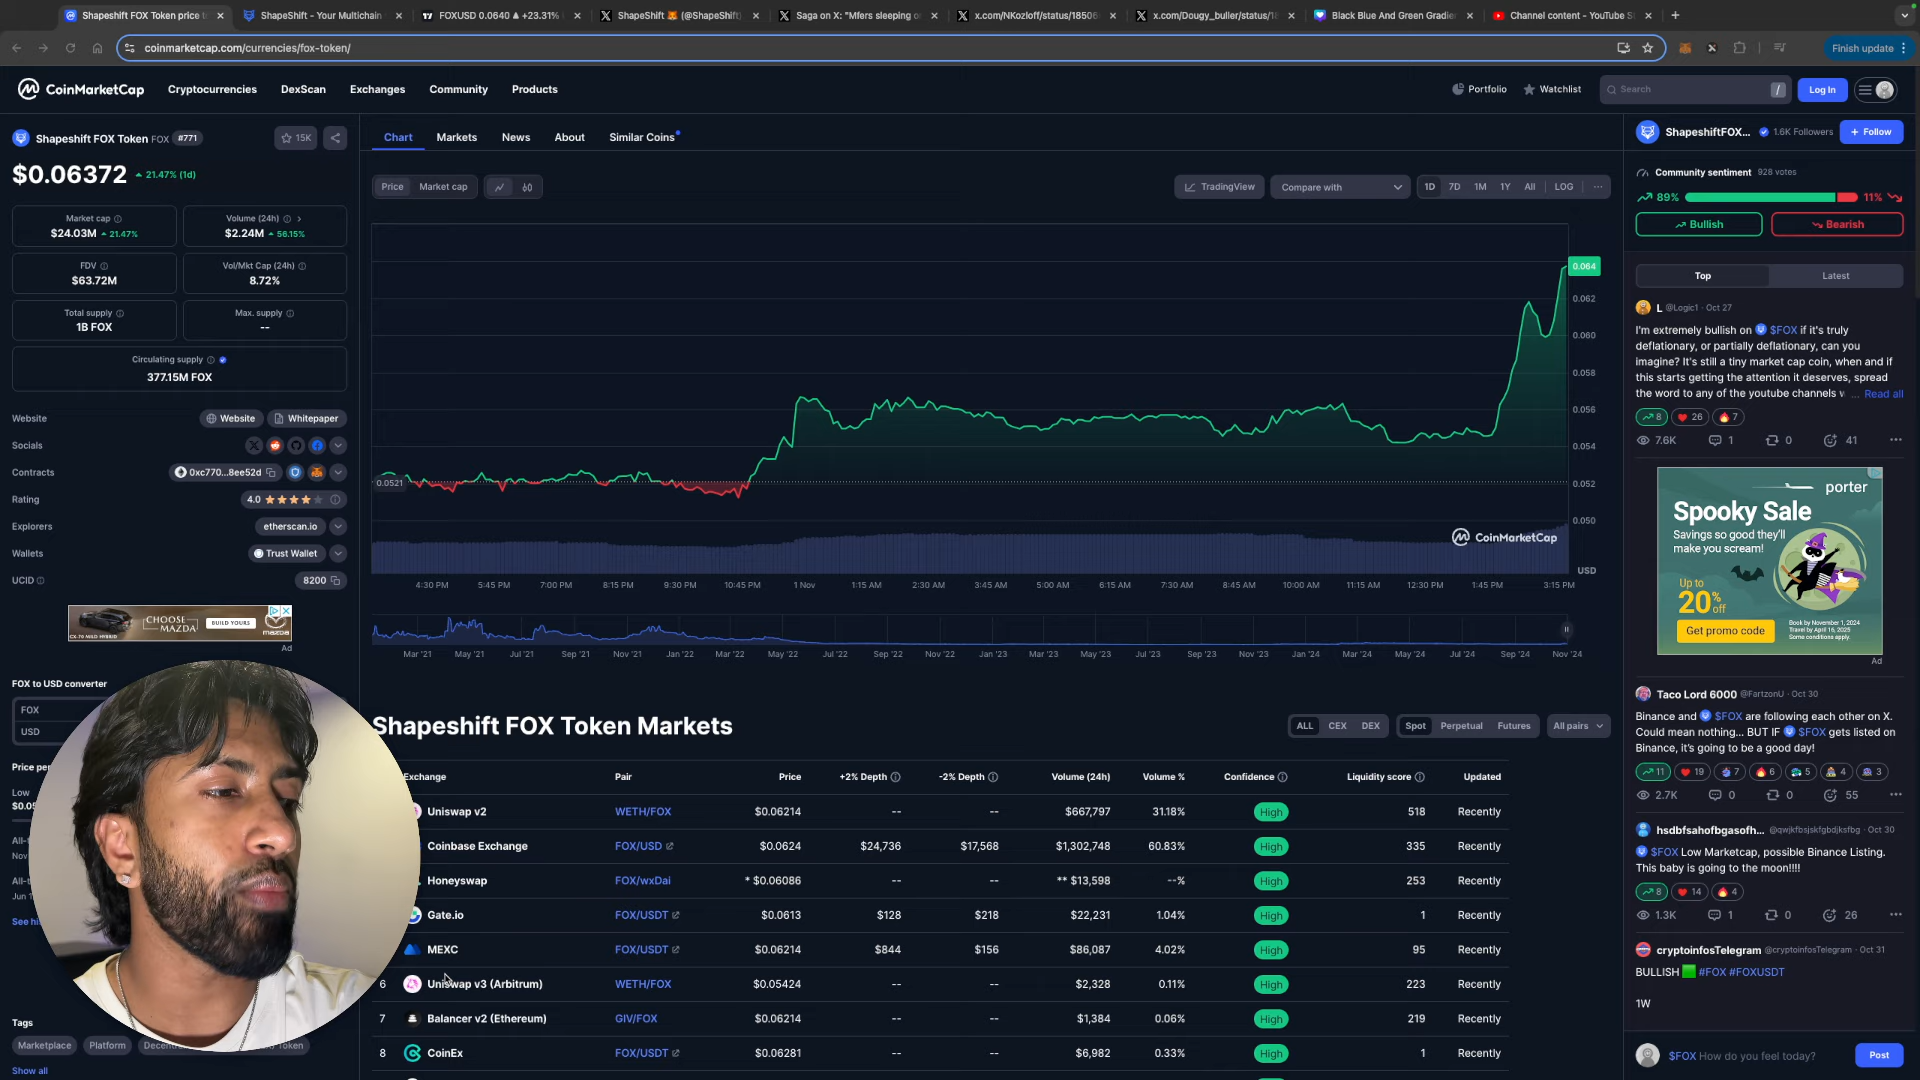 Shapeshift FOX Token price t
ShapeShift - Your Multichain
FOXUSD 0.0640 ▲ +23.31%
ShapeShift 🦊 (@ShapeShift)
Saga on X: "Mfers sleeping o
x.com/NKozloff/status/18506
x.com/Dougy_buller/status/18
Black Blue And Green Gradie
Channel content - YouTube S
coinmarketcap.com/currencies/fox-token/
Finish update
CoinMarketCap
Cryptocurrencies
DexScan
Exchanges
Community
Products
Portfolio
Watchlist
Search
/
Log In
Shapeshift FOX Token FOX #771
15K
$0.06372
21.47% (1d)
Market cap
$24.03M 21.47%
Volume (24h)
$2.24M 56.15%
FDV
$63.72M
Vol/Mkt Cap (24h)
8.72%
Total supply
1B FOX
Max. supply
--
Circulating supply
377.15M FOX
Website
Website
Whitepaper
Socials
Contracts
0xc770...8ee52d
Rating
4.0
Explorers
etherscan.io
Wallets
Trust Wallet
UCID
8200
CHOOSE MAZDA
BUILD YOURS
mazda
CX-70 MILD HYBRID
Ad
FOX to USD converter
FOX
USD
Low
See hi
Tags
Marketplace
Platform
Token
Show all
Chart
Markets
News
About
Similar Coins
Price
Market cap
TradingView
Compare with
1D
7D
1M
1Y
All
LOG
0.064
0.062
0.060
0.058
0.056
0.054
0.052
0.050
0.0521
CoinMarketCap
USD
4:30 PM
5:45 PM
7:00 PM
8:15 PM
9:30 PM
10:45 PM
1 Nov
1:15 AM
2:30 AM
3:45 AM
5:00 AM
6:15 AM
7:30 AM
8:45 AM
10:00 AM
11:15 AM
12:30 PM
1:45 PM
3:15 PM
Mar '21
May '21
Jul '21
Sep '21
Nov '21
Jan '22
Mar '22
May '22
Jul '22
Sep '22
Nov '22
Jan '23
Mar '23
May '23
Jul '23
Sep '23
Nov '23
Jan '24
Mar '24
May '24
Jul '24
Sep '24
Nov '24
Shapeshift FOX Token Markets
ALL
CEX
DEX
Spot
Perpetual
Futures
All pairs
Exchange
Pair
Price
+2% Depth
-2% Depth
Volume (24h)
Volume %
Confidence
Liquidity score
Updated
Uniswap v2 WETH/FOX $0.06214 -- -- $667,797 31.18% High 518 Recently
Coinbase Exchange FOX/USD $0.0624 $24,736 $17,568 $1,302,748 60.83% High 335 Recently
Honeyswap FOX/wxDai * $0.06086 -- -- ** $13,598 --% High 253 Recently
Gate.io FOX/USDT $0.0613 $128 $218 $22,231 1.04% High 1 Recently
MEXC FOX/USDT $0.06214 $844 $156 $86,087 4.02% High 95 Recently
6 Uniswap v3 (Arbitrum) WETH/FOX $0.05424 -- -- $2,328 0.11% High 223 Recently
7 Balancer v2 (Ethereum) GIV/FOX $0.06214 -- -- $1,384 0.06% High 219 Recently
8 CoinEx FOX/USDT $0.06281 -- -- $6,982 0.33% High 1 Recently
ShapeshiftFOX...
1.6K Followers
+ Follow
Community sentiment 928 votes
89%
11%
Bullish
Bearish
Top
Latest
L @Logic1 · Oct 27
I'm extremely bullish on $FOX if it's truly
deflationary, or partially deflationary, can you
imagine? It's still a tiny market cap coin, when and if
this starts getting the attention it deserves, spread
the word to any of the youtube channels w ... Read all
8
26
7
7.6K
1
0
41
porter
Spooky Sale
Savings so good they'll
make you scream!
Up to
20% off
Get promo code
Book by November 1, 2024
Travel by April 15, 2025
Some conditions apply.
Ad
Taco Lord 6000 @FartzonU · Oct 30
Binance and $FOX are following each other on X.
Could mean nothing... BUT IF $FOX gets listed on
Binance, it's going to be a good day!
11
19
7
6
5
4
3
2.7K
0
0
55
hsdbfsahofbgasofh... @qwjkfbsjskfgbdjksfbg · Oct 30
$FOX Low Marketcap, possible Binance Listing.
This baby is going to the moon!!!!
8
14
4
1.3K
1
0
26
cryptoinfosTelegram @cryptoinfosTelegram · Oct 31
BULLISH 🟩 #FOX #FOXUSDT
1W
$FOX How do you feel today?
Post